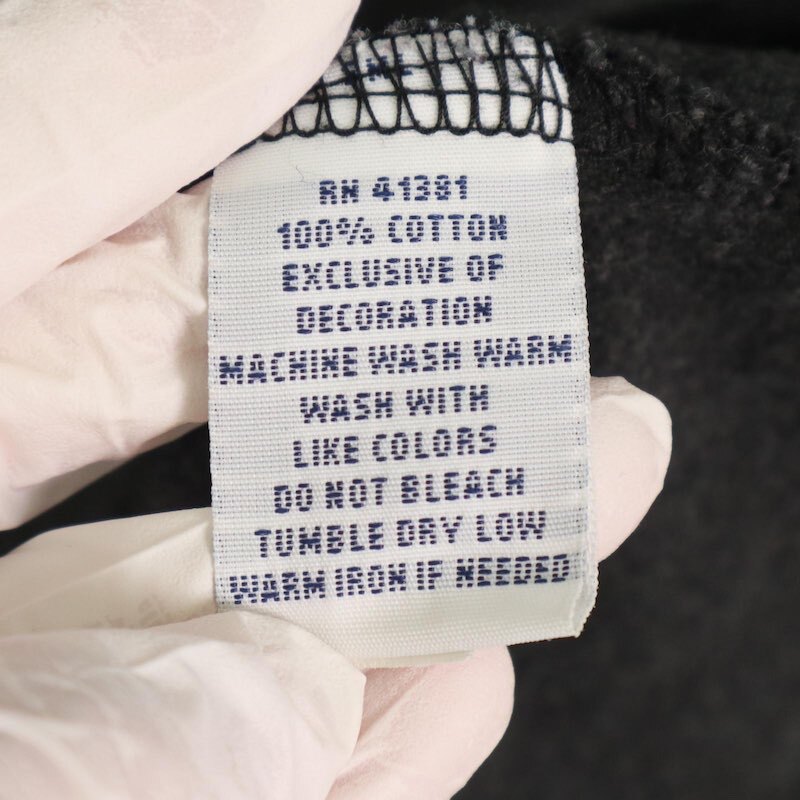 RN 41381
100% COTTON
EXCLUSIVE OF
DECORATION
MACHINE WASH WARM
WASH WITH
LIKE COLORS
DO NOT BLEACH
TUMBLE DRY LOW
WARM IRON IF NEEDED